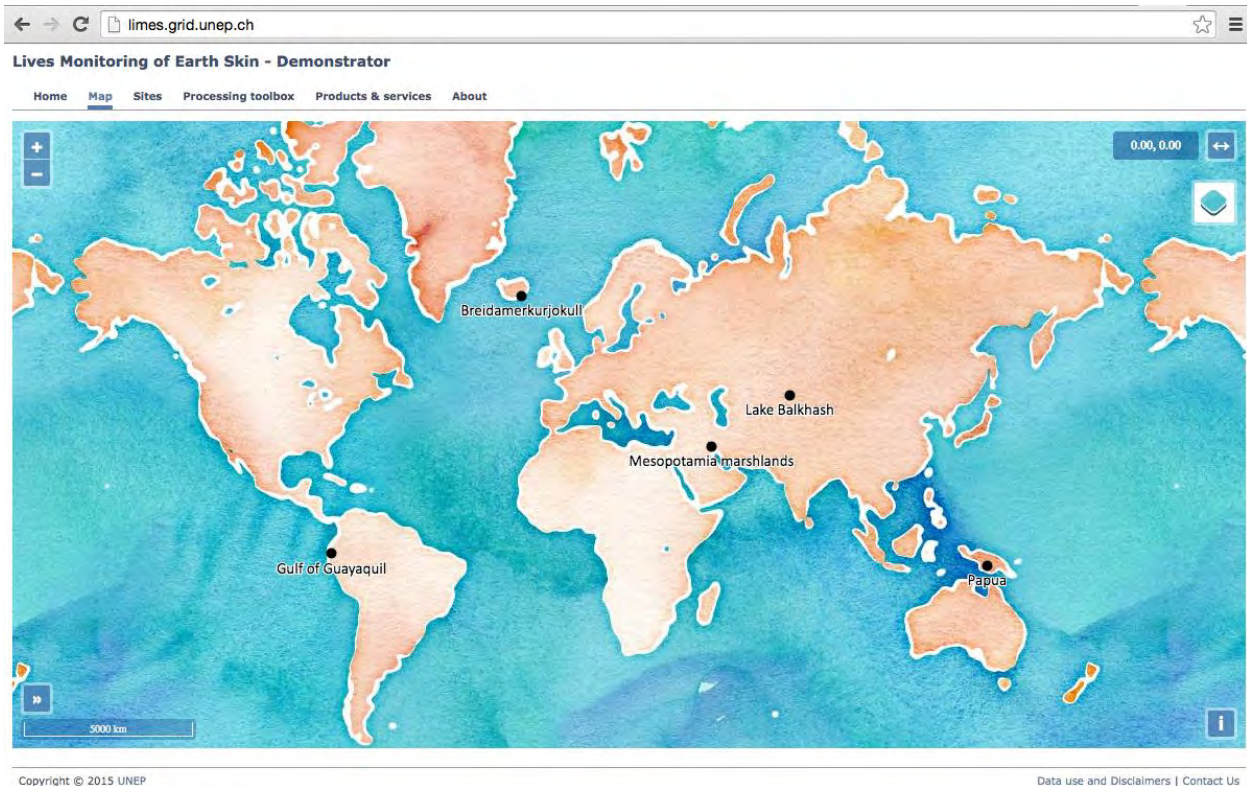 limes.grid.unep.ch
Lives Monitoring of Earth Skin - Demonstrator
Home Map Sites Processing toolbox Products & services About
+
0.00, 0.00
−
Breidamerkurjokull
Lake Balkhash
Mesopotamia marshlands
Gulf of Guayaquil
Papua
»
5000 km
i
Copyright © 2015 UNEP
Data use and Disclaimers | Contact Us